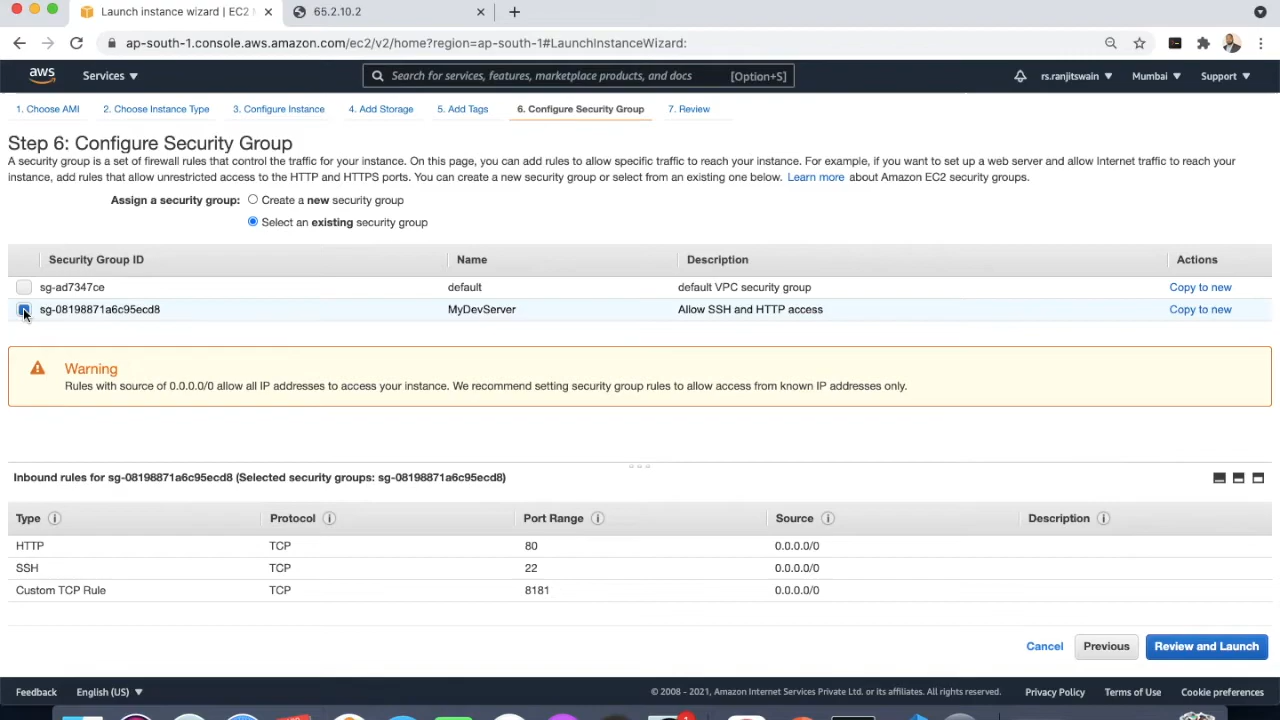 Launch instance wizard | EC2
65.2.10.2
ap-south-1.console.aws.amazon.com/ec2/v2/home?region=ap-south-1#LaunchInstanceWizard:
aws
Services
Search for services, features, marketplace products, and docs [Option+S]
rs.ranjitswain
Mumbai
Support
1. Choose AMI
2. Choose Instance Type
3. Configure Instance
4. Add Storage
5. Add Tags
6. Configure Security Group
7. Review
Step 6: Configure Security Group
A security group is a set of firewall rules that control the traffic for your instance. On this page, you can add rules to allow specific traffic to reach your instance. For example, if you want to set up a web server and allow Internet traffic to reach your
instance, add rules that allow unrestricted access to the HTTP and HTTPS ports. You can create a new security group or select from an existing one below. Learn more about Amazon EC2 security groups.
Assign a security group: Create a new security group
Select an existing security group
Security Group ID Name Description Actions
sg-ad7347ce default default VPC security group Copy to new
sg-08198871a6c95ecd8 MyDevServer Allow SSH and HTTP access Copy to new
Warning
Rules with source of 0.0.0.0/0 allow all IP addresses to access your instance. We recommend setting security group rules to allow access from known IP addresses only.
Inbound rules for sg-08198871a6c95ecd8 (Selected security groups: sg-08198871a6c95ecd8)
Type Protocol Port Range Source Description
HTTP TCP 80 0.0.0.0/0
SSH TCP 22 0.0.0.0/0
Custom TCP Rule TCP 8181 0.0.0.0/0
Cancel Previous Review and Launch
Feedback English (US) © 2008 - 2021, Amazon Internet Services Private Ltd. or its affiliates. All rights reserved. Privacy Policy Terms of Use Cookie preferences